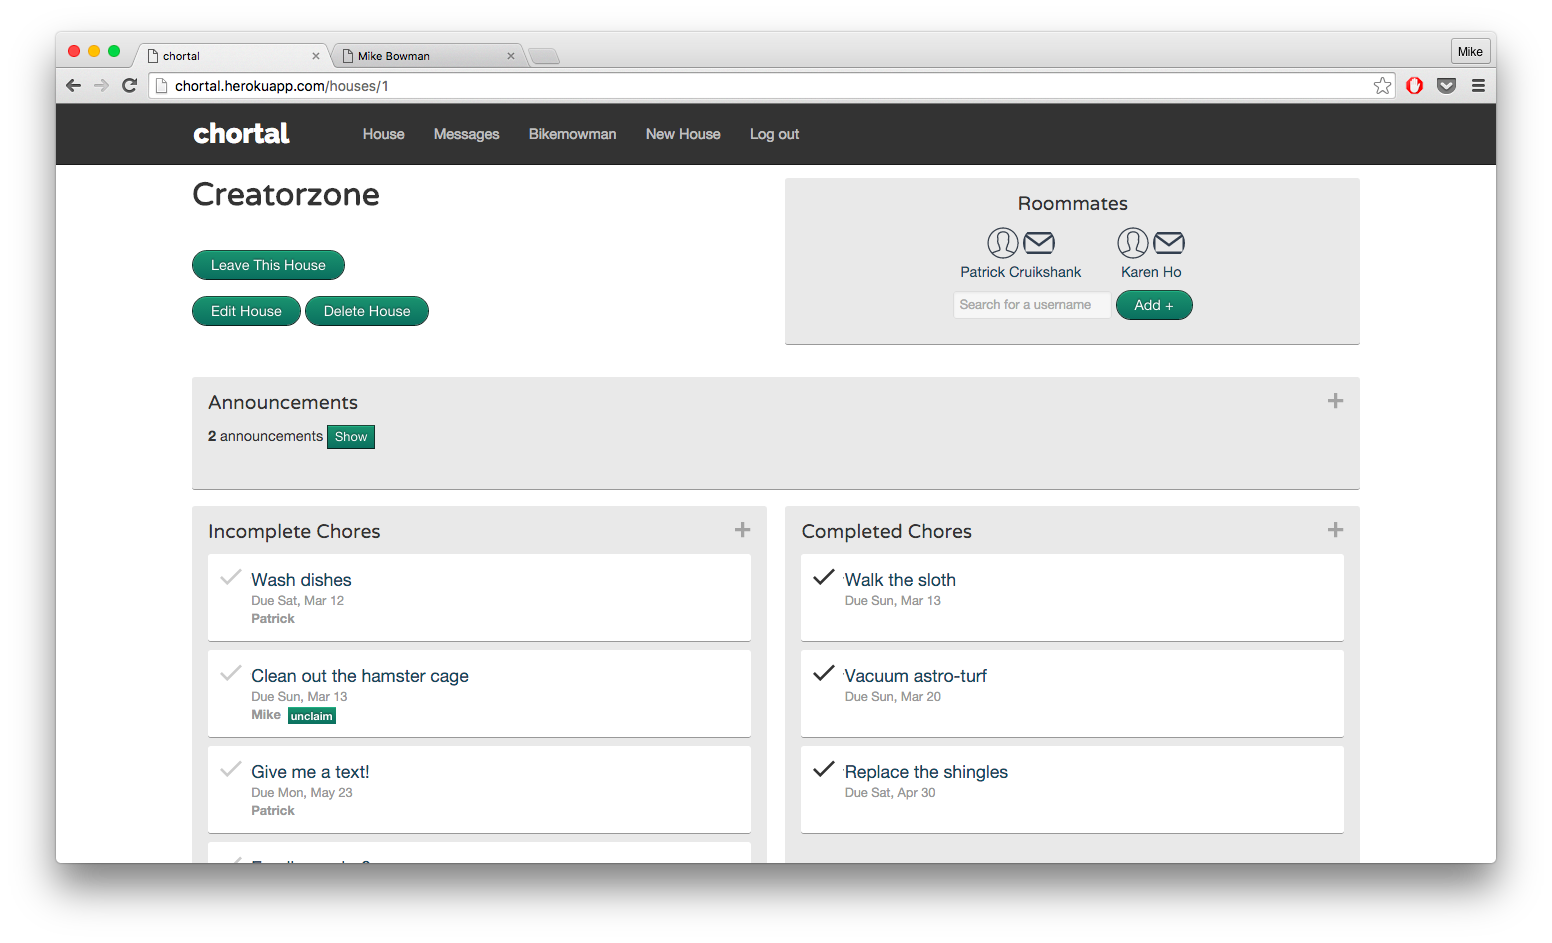 chortal
Mike Bowman
Mike
chortal.herokuapp.com/houses/1
chortal House Messages Bikemowman New House Log out
Creatorzone
Leave This House
Edit House Delete House
Roommates
Patrick Cruikshank Karen Ho
Search for a username Add +
Announcements
2 announcements Show
Incomplete Chores
Wash dishes
Due Sat, Mar 12
Patrick
Clean out the hamster cage
Due Sun, Mar 13
Mike unclaim
Give me a text!
Due Mon, May 23
Patrick
Completed Chores
Walk the sloth
Due Sun, Mar 13
Vacuum astro-turf
Due Sun, Mar 20
Replace the shingles
Due Sat, Apr 30